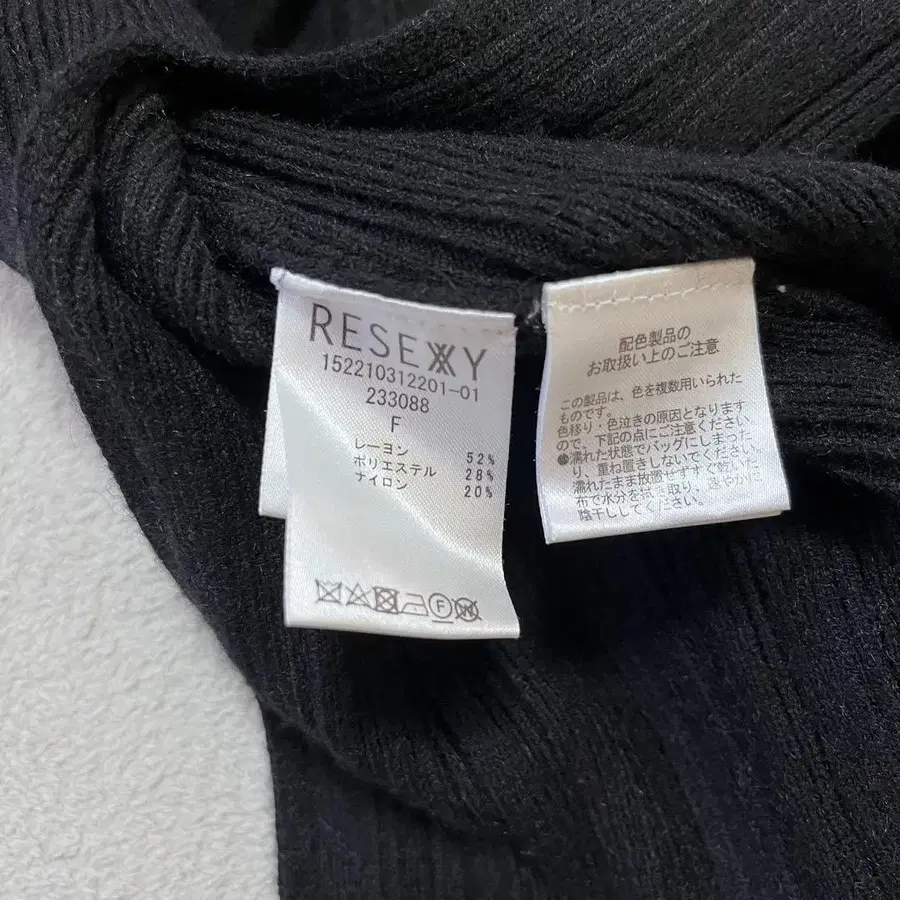 RESEXXY
152210312201-01
233088
F
レーヨン 52%
ポリエステル 28%
ナイロン 20%
F
W
配色製品の
お取扱い上のご注意
この製品は、色を複数用いられた
ものです。
色移り・色泣きの原因となります
ので、下記の点にご注意ください
●濡れた状態でバッグにしまった
り、重ね置きしないでください。
濡れたまま放置せずすぐ乾いた
布で水分を拭き取り、速やかに
陰干ししてください。